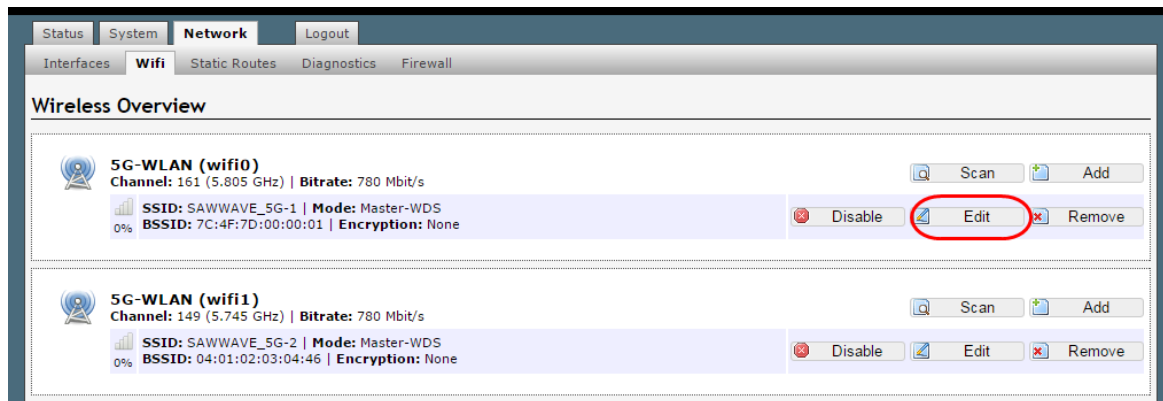 Status System Network Logout
Interfaces Wifi Static Routes Diagnostics Firewall
Wireless Overview
5G-WLAN (wifi0)
Channel: 161 (5.805 GHz) | Bitrate: 780 Mbit/s
Scan Add
SSID: SAWWAVE_5G-1 | Mode: Master-WDS
0% BSSID: 7C:4F:7D:00:00:01 | Encryption: None
Disable Edit Remove
5G-WLAN (wifi1)
Channel: 149 (5.745 GHz) | Bitrate: 780 Mbit/s
Scan Add
SSID: SAWWAVE_5G-2 | Mode: Master-WDS
0% BSSID: 04:01:02:03:04:46 | Encryption: None
Disable Edit Remove